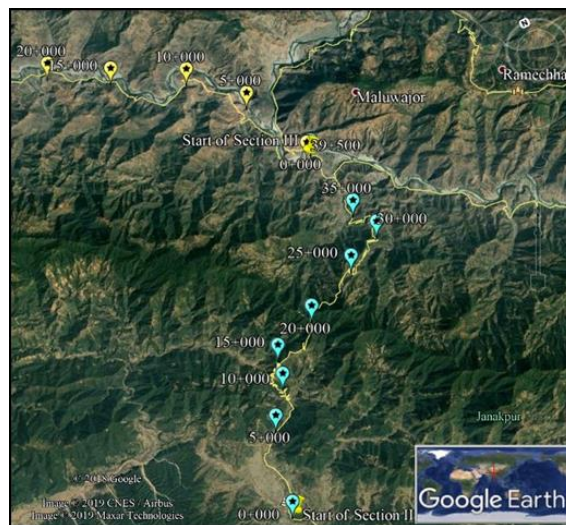 N
20+000
15+000
10+000
5+000
Ramechha
Maluwajor
Start of Section III
39+500
0+000
35+000
30+000
25+000
20+000
15+000
10+000
Janakpur
5+000
© 2018 Google
Image © 2019 CNES / Airbus
Image © 2019 Maxar Technologies
0+000
Start of Section II
Google Earth